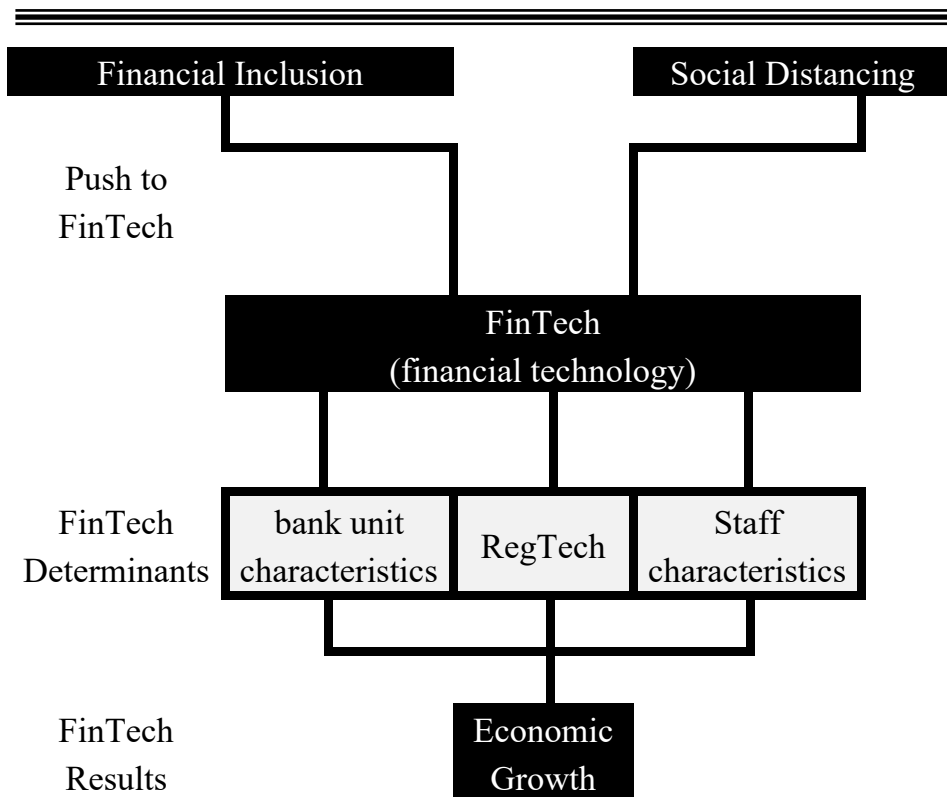 Financial Inclusion
Social Distancing
Push to
FinTech
FinTech
(financial technology)
FinTech
Determinants
bank unit
characteristics
RegTech
Staff
characteristics
FinTech
Results
Economic
Growth